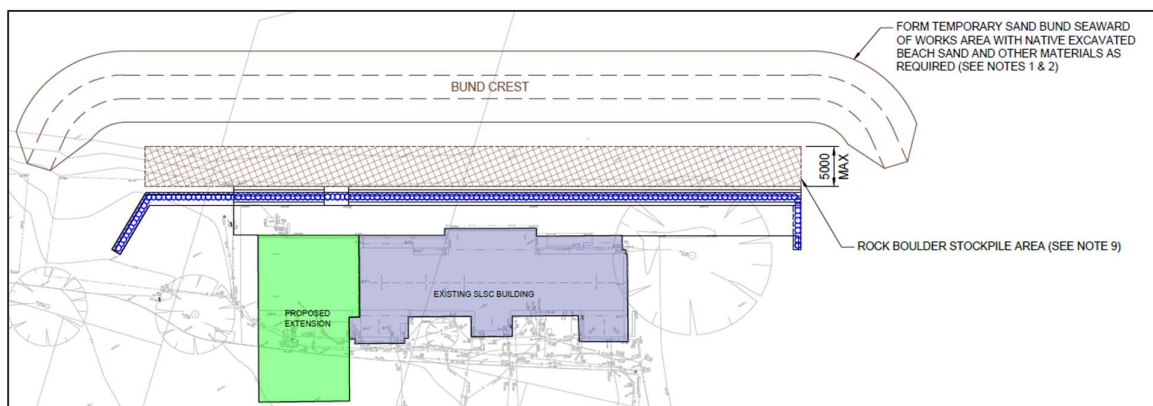 FORM TEMPORARY SAND BUND SEAWARD
OF WORKS AREA WITH NATIVE EXCAVATED
BEACH SAND AND OTHER MATERIALS AS
REQUIRED (SEE NOTES 1 & 2)
BUND CREST
5000
MAX
ROCK BOULDER STOCKPILE AREA (SEE NOTE 9)
EXISTING SLSC BUILDING
PROPOSED
EXTENSION